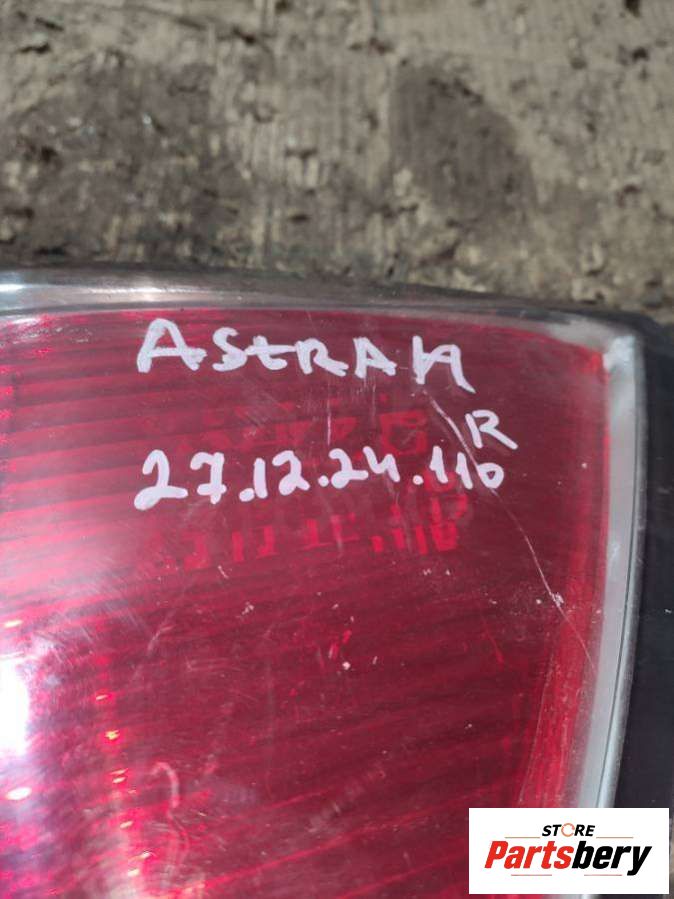 ASTRA H
R
27.12.24.110
STORE
Partsbery